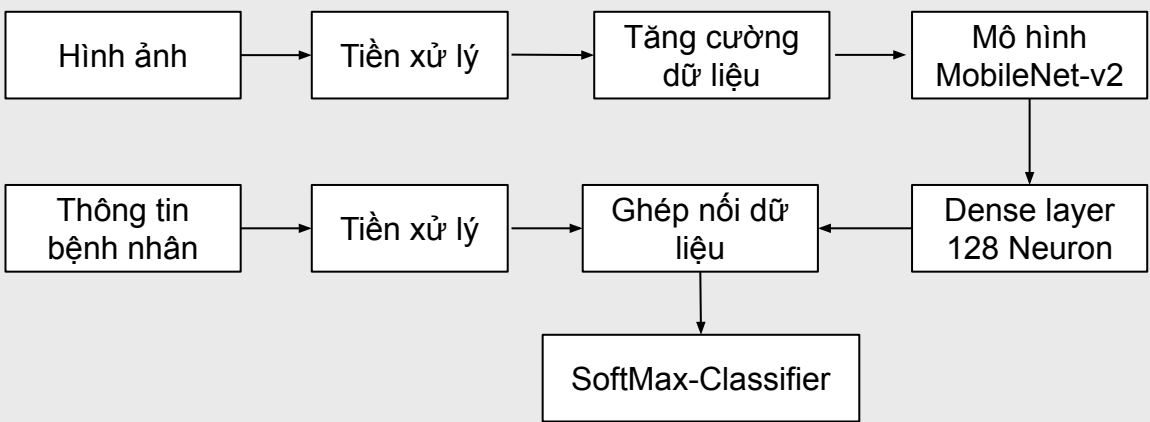 Hình ảnh
Tiền xử lý
Tăng cường
dữ liệu
Mô hình
MobileNet-v2
Thông tin
bệnh nhân
Tiền xử lý
Ghép nối dữ
liệu
Dense layer
128 Neuron
SoftMax-Classifier